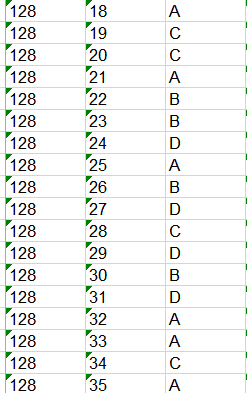 128 18 A
128 19 C
128 20 C
128 21 A
128 22 B
128 23 B
128 24 D
128 25 A
128 26 B
128 27 D
128 28 C
128 29 D
128 30 B
128 31 D
128 32 A
128 33 A
128 34 C
128 35 A